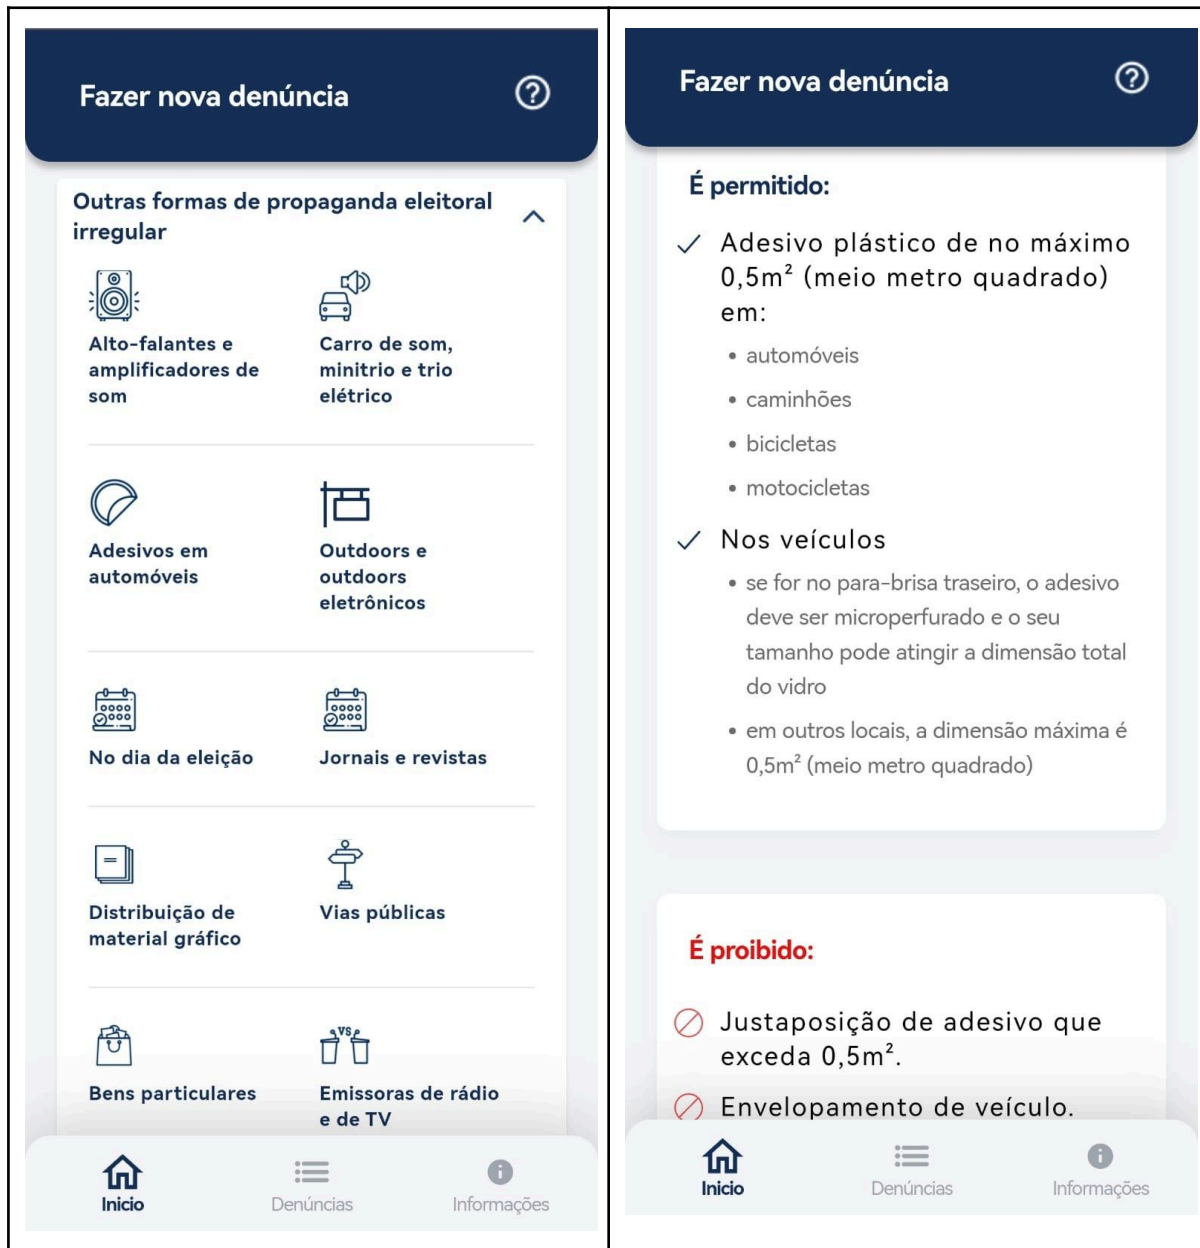 Fazer nova denúncia
Outras formas de propaganda eleitoral
irregular
Alto-falantes e
amplificadores de
som
Carro de som,
minitrio e trio
elétrico
Adesivos em
automóveis
Outdoors e
outdoors
eletrônicos
No dia da eleição
Jornais e revistas
Distribuição de
material gráfico
Vias públicas
Bens particulares
VS
Emissoras de rádio
e de TV
Inicio
Denúncias
Informações
Fazer nova denúncia
É permitido:
Adesivo plástico de no máximo
0,5m² (meio metro quadrado)
em:
• automóveis
• caminhões
• bicicletas
• motocicletas
Nos veículos
• se for no para-brisa traseiro, o adesivo
deve ser microperfurado e o seu
tamanho pode atingir a dimensão total
do vidro
• em outros locais, a dimensão máxima é
0,5m² (meio metro quadrado)
É proibido:
Justaposição de adesivo que
exceda 0,5m².
Envelopamento de veículo.
Inicio
Denúncias
Informações